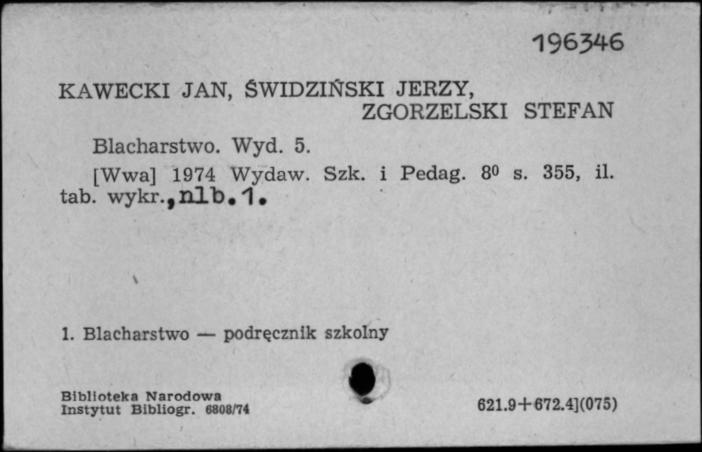 196346
KAWECKI JAN, ŚWIDZIŃSKI JERZY,
ZGORZELSKI STEFAN
Blacharstwo. Wyd. 5.
[Wwa] 1974 Wydaw. Szk. i Pedag. 8⁰ s. 355, il.
tab. wykr., nlb. 1.
1. Blacharstwo — podręcznik szkolny
Biblioteka Narodowa
Instytut Bibliogr. 6808/74
621.9+672.4](075)